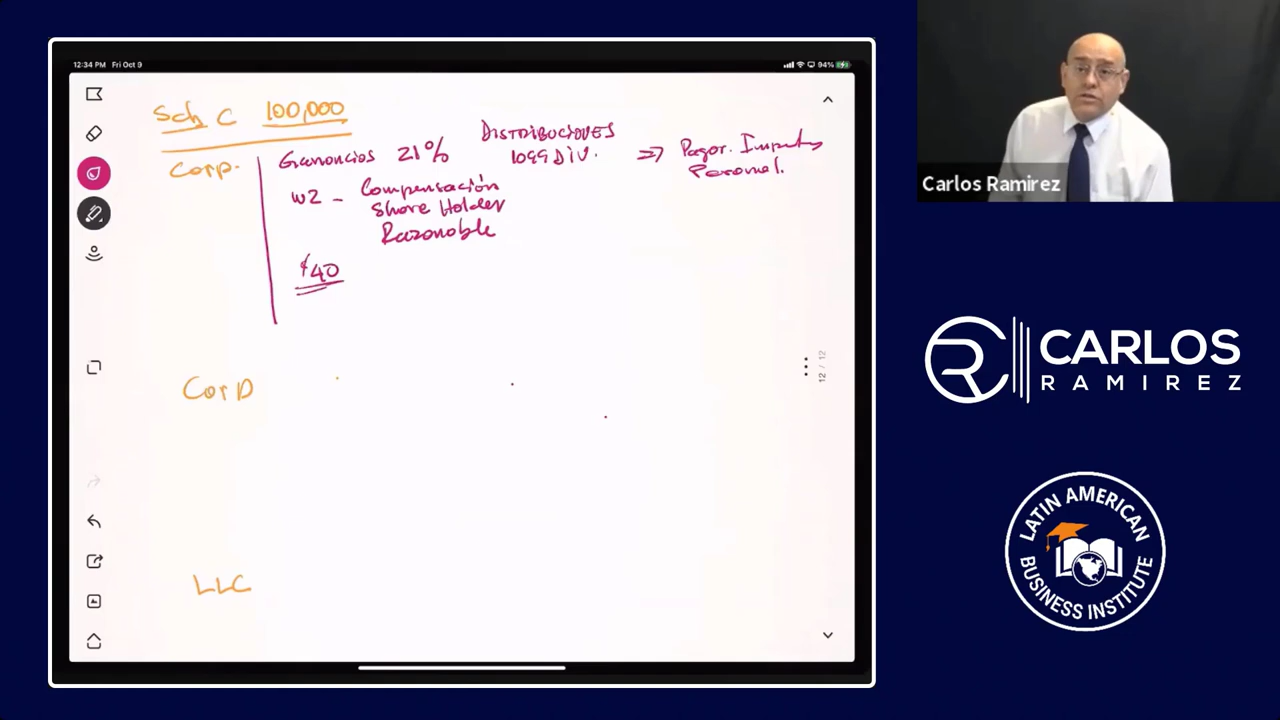 12:34 PM Fri Oct 9
94%
Sch C 100,000
Corp.
Ganancias 21%
DISTRIBUCIONES
1099 DIV.
=> Pagar. Impuestos
Personal.
W2 - Compensación
Share Holder
Razonable
$40
Corp
LLC
12 / 12
Carlos Ramirez
CARLOS
RAMIREZ
LATIN AMERICAN
BUSINESS INSTITUTE